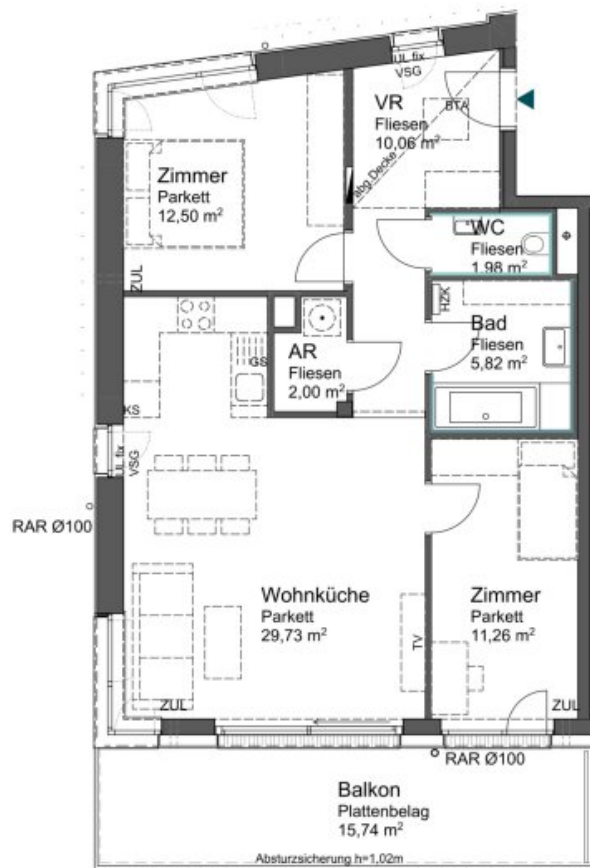 UL fix
VSG
VR
Fliesen
10,06 m²
STA
abg.Decke
Zimmer
Parkett
12,50 m²
ZUL
WC
Fliesen
1,98 m²
HZK
Bad
Fliesen
5,82 m²
AR
Fliesen
2,00 m²
GS
KS
UL fix
VSG
RAR Ø100
Wohnküche
Parkett
29,73 m²
TV
Zimmer
Parkett
11,26 m²
ZUL
ZUL
RAR Ø100
Balkon
Plattenbelag
15,74 m²
Absturzsicherung h=1,02m